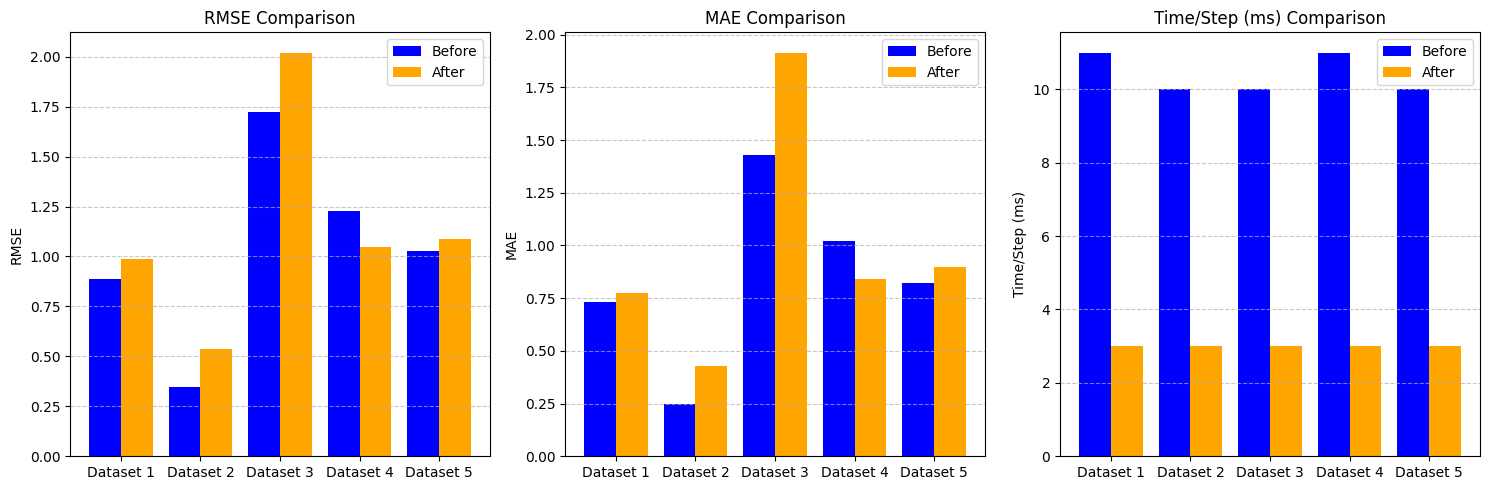 RMSE Comparison
RMSE
2.00
1.75
1.50
1.25
1.00
0.75
0.50
0.25
0.00
Before
After
Dataset 1 Dataset 2 Dataset 3 Dataset 4 Dataset 5
MAE Comparison
MAE
2.00
1.75
1.50
1.25
1.00
0.75
0.50
0.25
0.00
Before
After
Dataset 1 Dataset 2 Dataset 3 Dataset 4 Dataset 5
Time/Step (ms) Comparison
Time/Step (ms)
10
8
6
4
2
0
Before
After
Dataset 1 Dataset 2 Dataset 3 Dataset 4 Dataset 5